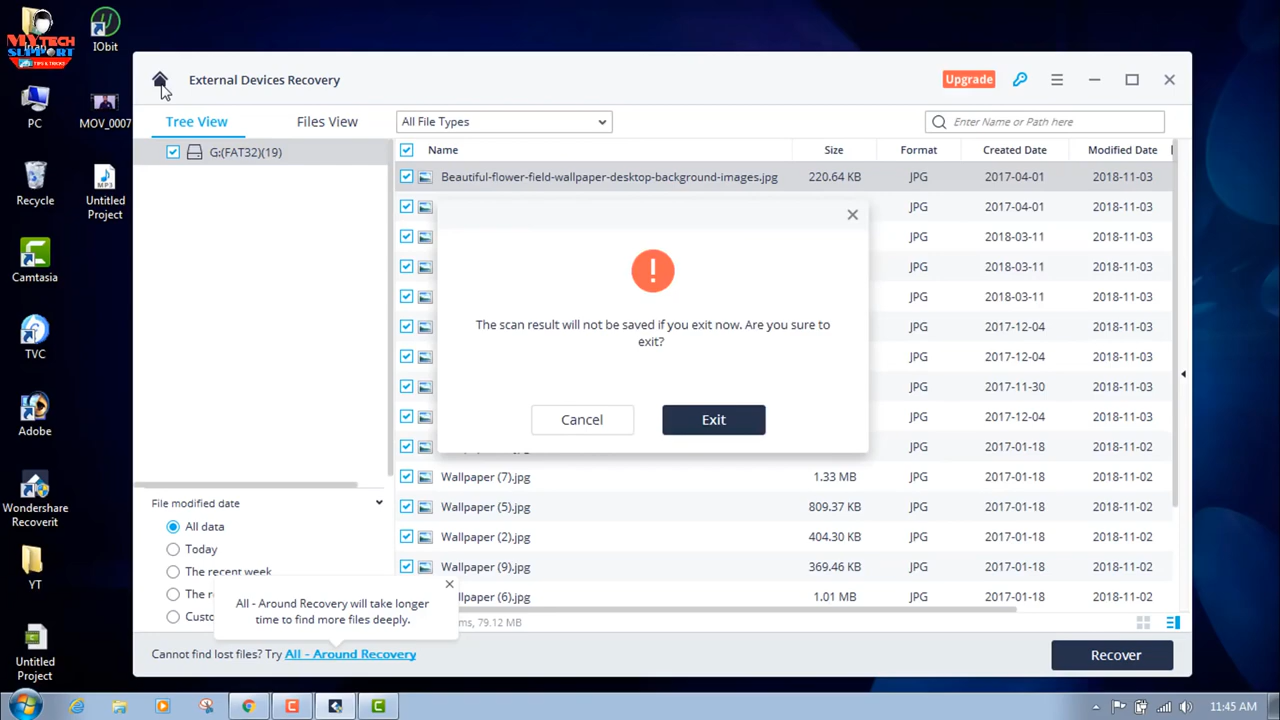 MYTECH
SUPPORT
TIPS & TRICKS
IObit
PC
MOV_0007
Recycle
Untitled
Project
Camtasia
TVC
Adobe
Wondershare
Recoverit
YT
Untitled
Project
External Devices Recovery
Upgrade
Tree View
Files View
All File Types
Enter Name or Path here
G:(FAT32)(19)
Name Size Format Created Date Modified Date
Beautiful-flower-field-wallpaper-desktop-background-images.jpg 220.64 KB JPG 2017-04-01 2018-11-03
JPG 2017-04-01 2018-11-03
JPG 2018-03-11 2018-11-03
JPG 2018-03-11 2018-11-03
JPG 2018-03-11 2018-11-03
JPG 2017-12-04 2018-11-03
JPG 2017-12-04 2018-11-03
JPG 2017-11-30 2018-11-03
JPG 2017-12-04 2018-11-03
JPG 2017-01-18 2018-11-02
Wallpaper (7).jpg 1.33 MB JPG 2017-01-18 2018-11-02
Wallpaper (5).jpg 809.37 KB JPG 2017-01-18 2018-11-02
Wallpaper (2).jpg 404.30 KB JPG 2017-01-18 2018-11-02
Wallpaper (9).jpg 369.46 KB JPG 2017-01-18 2018-11-02
Wallpaper (6).jpg 1.01 MB JPG 2017-01-18 2018-11-02
The scan result will not be saved if you exit now. Are you sure to
exit?
Cancel
Exit
File modified date
All data
Today
The recent week
The r
Custo
All - Around Recovery will take longer
time to find more files deeply.
ms, 79.12 MB
Cannot find lost files? Try All - Around Recovery
Recover
11:45 AM